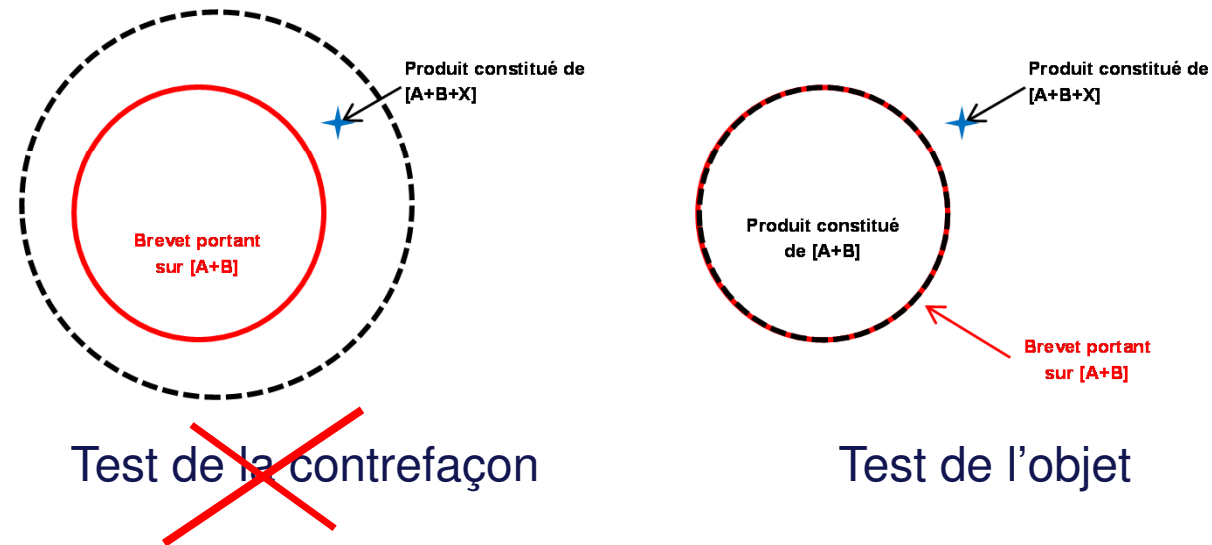 Produit constitué de
[A+B+X]
Brevet portant
sur [A+B]
Test de la contrefaçon
Produit constitué de
[A+B+X]
Produit constitué
de [A+B]
Brevet portant
sur [A+B]
Test de l’objet